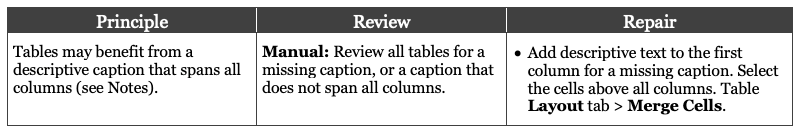 Principle
Review
Repair
Tables may benefit from a
descriptive caption that spans all
columns (see Notes).
Manual: Review all tables for a
missing caption, or a caption that
does not span all columns.
• Add descriptive text to the first
column for a missing caption. Select
the cells above all columns. Table
Layout tab > Merge Cells.